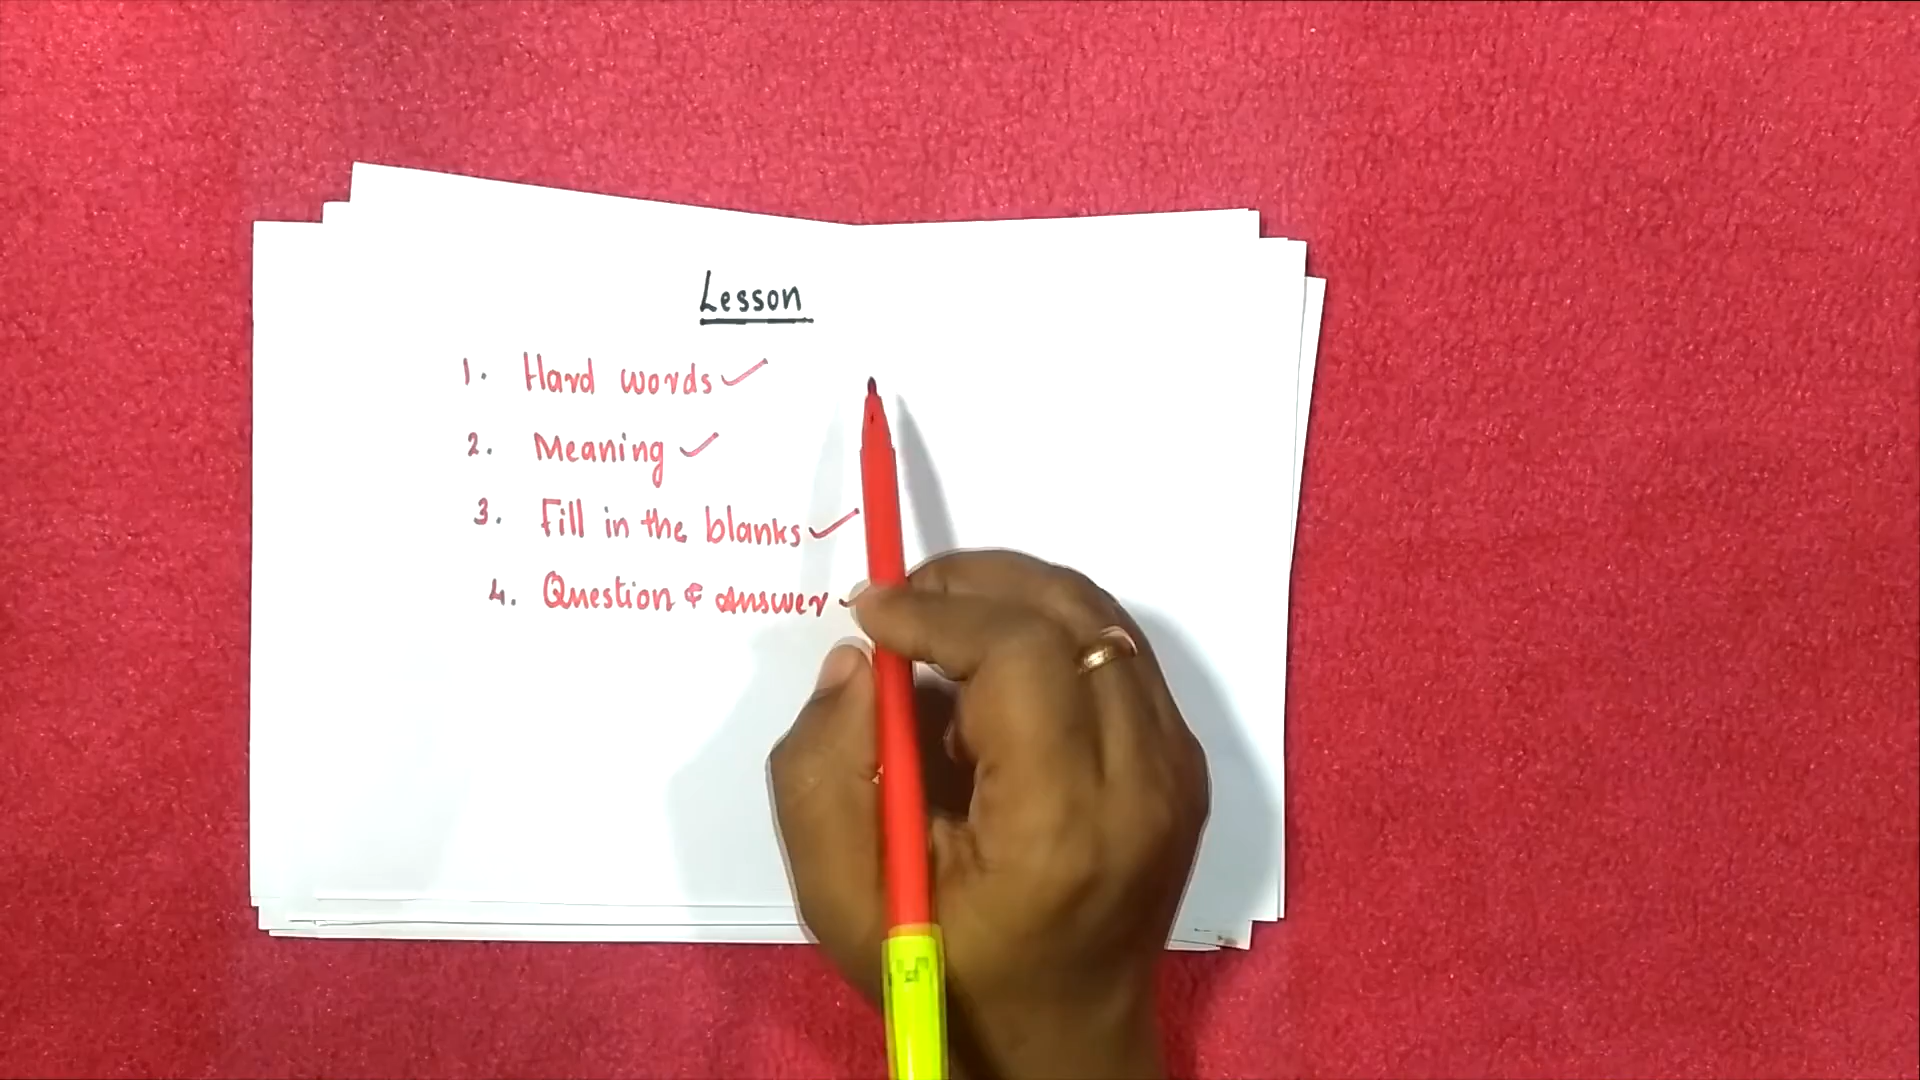 Lesson
1. Hard words ✓
2. Meaning ✓
3. Fill in the blanks ✓
4. Question & answer ✓